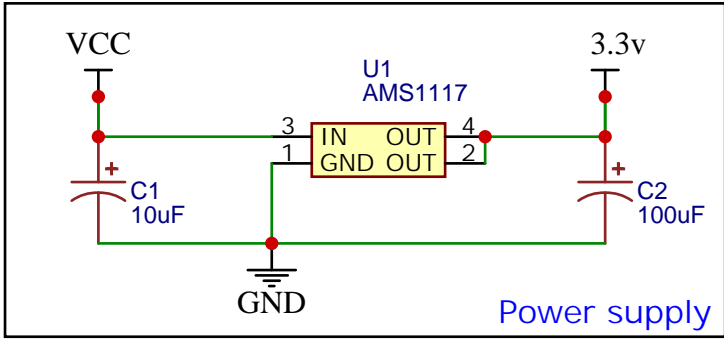 VCC
3.3v
U1
AMS1117
3 IN OUT 4
1 GND OUT 2
C1
10uF
C2
100uF
GND
Power supply